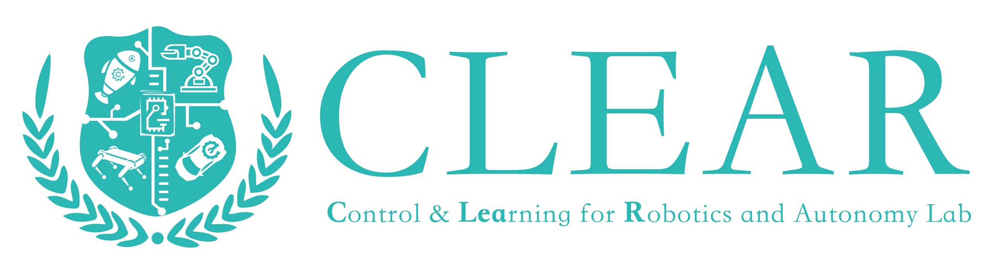 CLEAR
Control & Learning for Robotics and Autonomy Lab